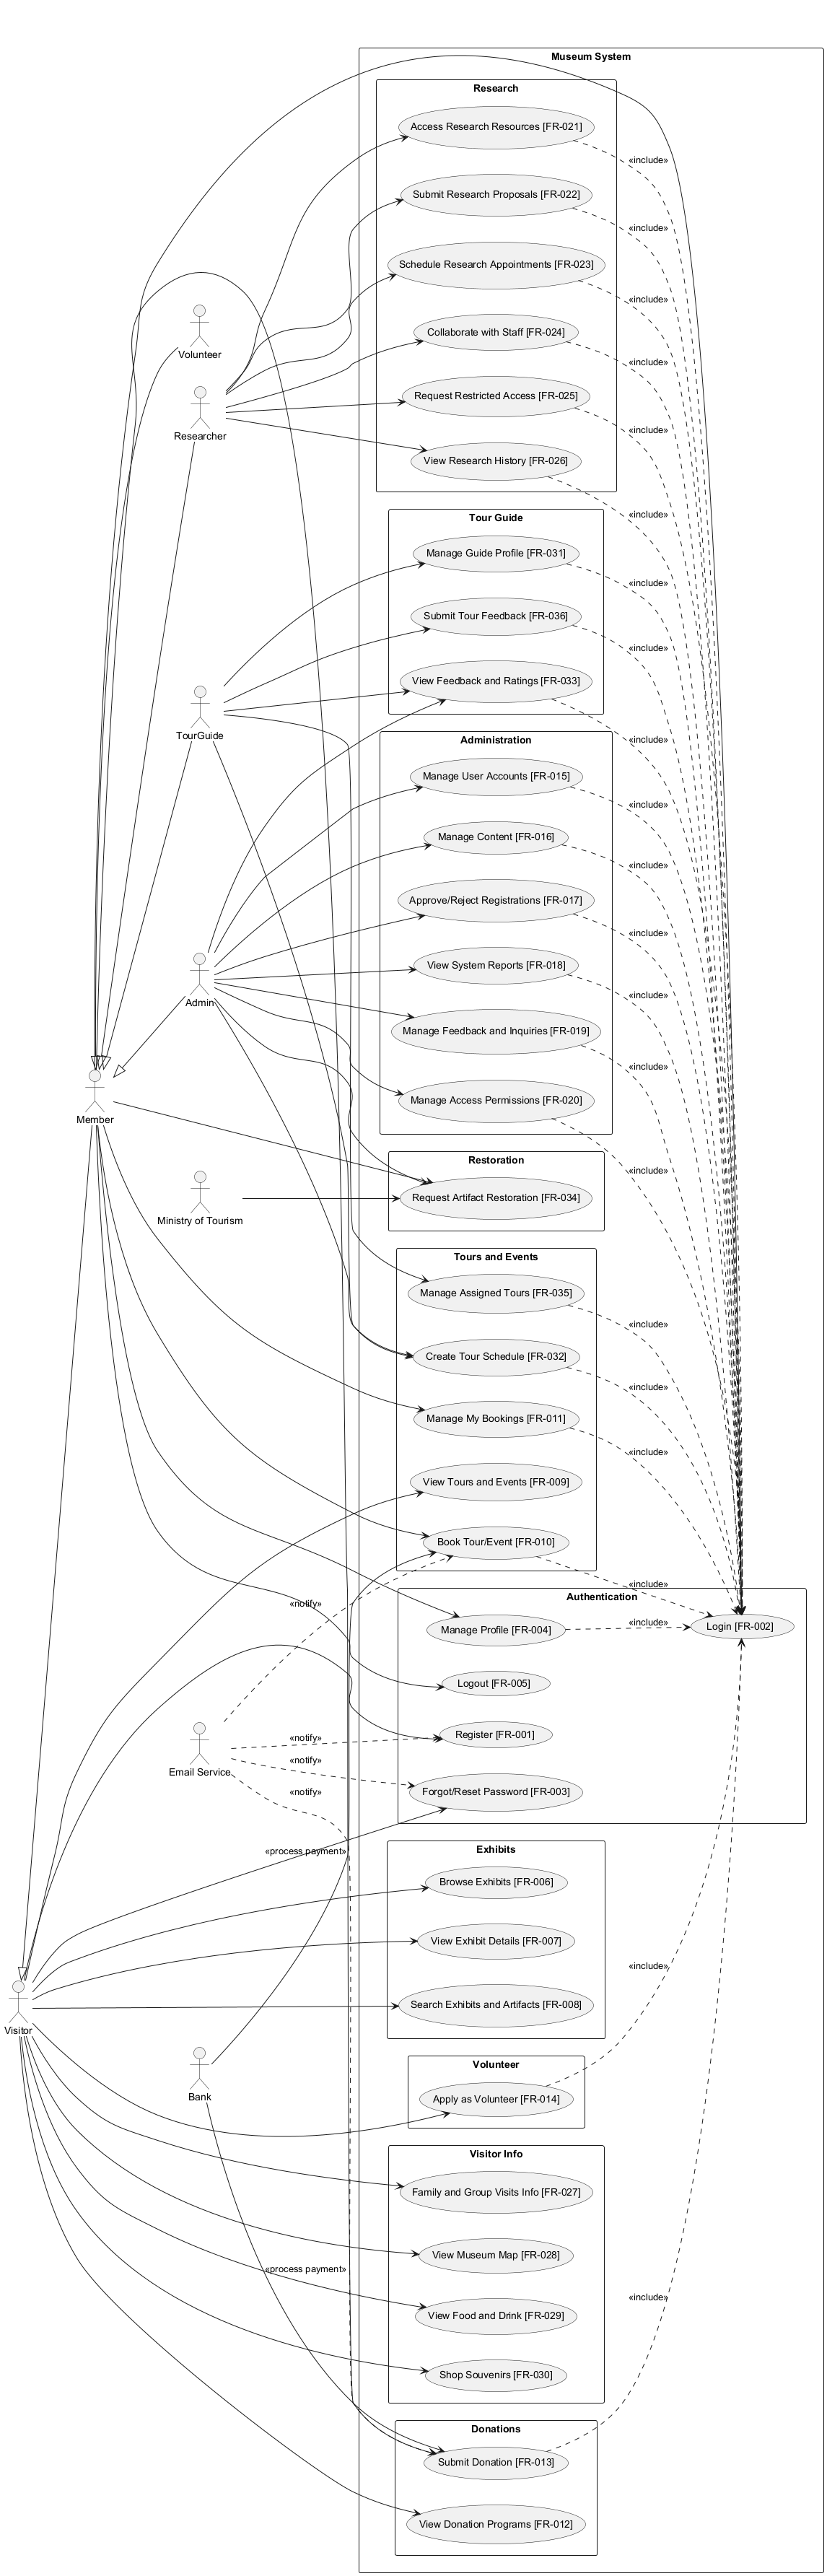 Museum System
Research
Access Research Resources [FR-021]
«include»
Submit Research Proposals [FR-022]
«include»
Schedule Research Appointments [FR-023]
«include»
Volunteer
Collaborate with Staff [FR-024]
«include»
Researcher
Request Restricted Access [FR-025]
«include»
View Research History [FR-026]
«include»
Tour Guide
Manage Guide Profile [FR-031]
«include»
Submit Tour Feedback [FR-036]
«include»
View Feedback and Ratings [FR-033]
«include»
TourGuide
Administration
Manage User Accounts [FR-015]
«include»
Manage Content [FR-016]
«include»
Approve/Reject Registrations [FR-017]
«include»
View System Reports [FR-018]
«include»
Admin
Manage Feedback and Inquiries [FR-019]
«include»
Manage Access Permissions [FR-020]
«include»
Member
Restoration
Request Artifact Restoration [FR-034]
Ministry of Tourism
Tours and Events
Manage Assigned Tours [FR-035]
«include»
Create Tour Schedule [FR-032]
«include»
Manage My Bookings [FR-011]
«include»
View Tours and Events [FR-009]
Book Tour/Event [FR-010]
«include»
Authentication
«notify»
Manage Profile [FR-004]
«include»
Login [FR-002]
Logout [FR-005]
Register [FR-001]
«notify»
Email Service
«notify»
Forgot/Reset Password [FR-003]
«notify»
«process payment»
Exhibits
Browse Exhibits [FR-006]
View Exhibit Details [FR-007]
«include»
Search Exhibits and Artifacts [FR-008]
Visitor
Bank
Volunteer
Apply as Volunteer [FR-014]
Visitor Info
Family and Group Visits Info [FR-027]
View Museum Map [FR-028]
«process payment»
«include»
View Food and Drink [FR-029]
Shop Souvenirs [FR-030]
Donations
Submit Donation [FR-013]
View Donation Programs [FR-012]